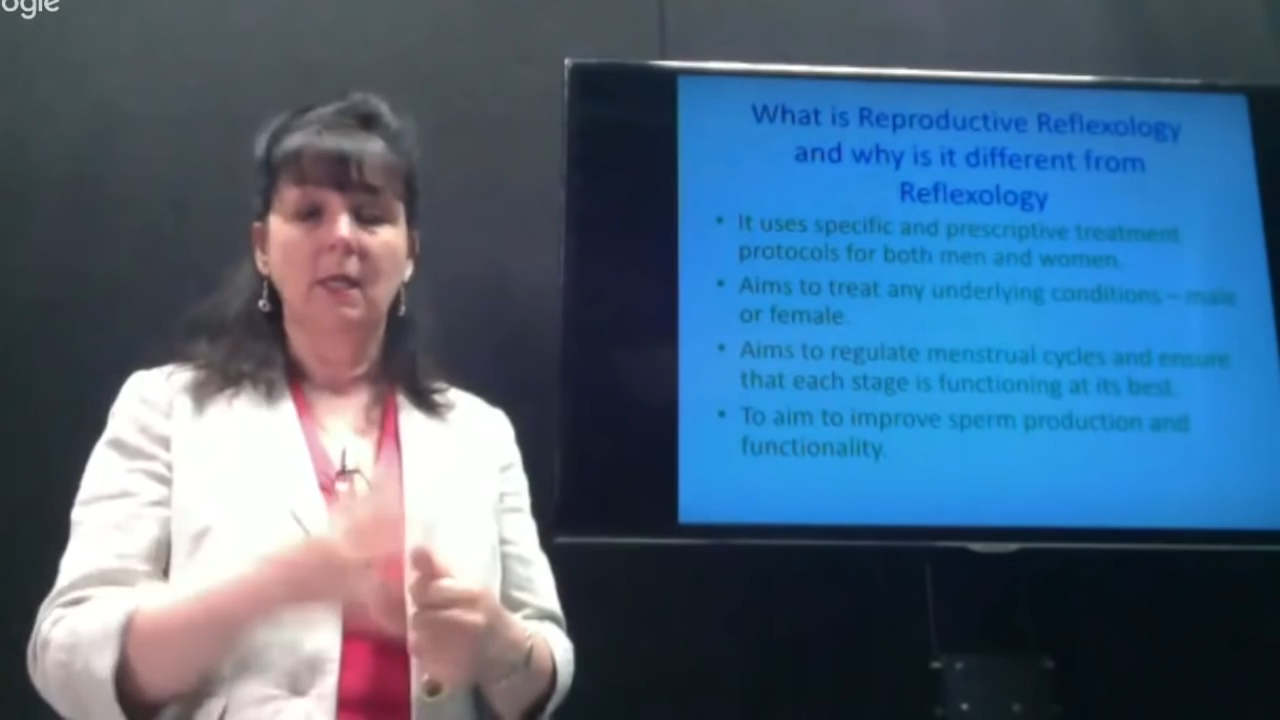 ogle
What is Reproductive Reflexology
and why is it different from
Reflexology
• It uses specific and prescriptive treatment
protocols for both men and women.
• Aims to treat any underlying conditions – male
or female.
• Aims to regulate menstrual cycles and ensure
that each stage is functioning at its best.
• To aim to improve sperm production and
functionality.